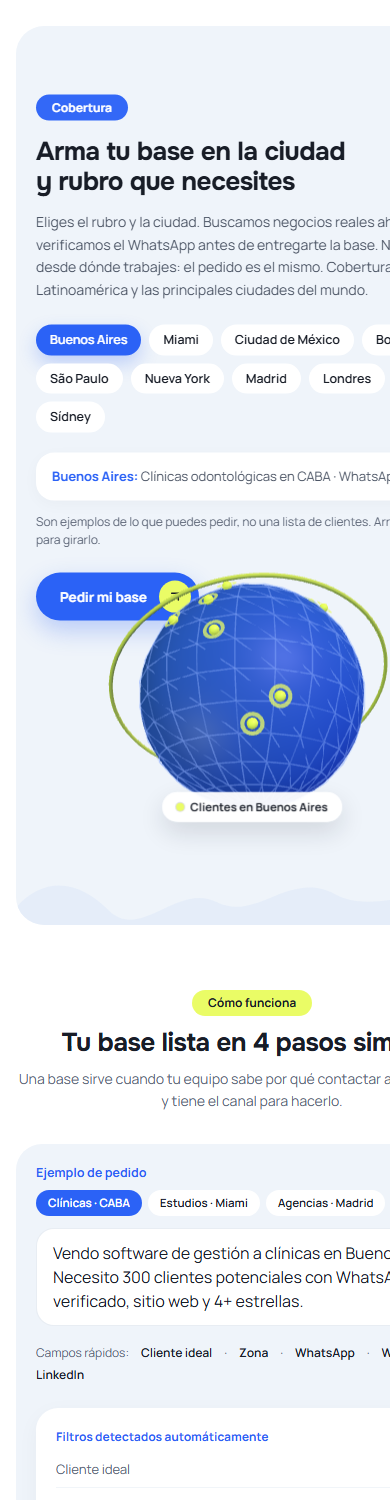 Cobertura
Arma tu base en la ciudad
y rubro que necesites
Eliges el rubro y la ciudad. Buscamos negocios reales
verificamos el WhatsApp antes de entregarte la base.
desde dónde trabajes: el pedido es el mismo. Cobertura
Latinoamérica y las principales ciudades del mundo.
Buenos Aires Miami Ciudad de México
São Paulo Nueva York Madrid Londres
Sídney
Buenos Aires: Clínicas odontológicas en CABA ·
Son ejemplos de lo que puedes pedir, no una lista de clientes.
para girarlo.
Pedir mi base
Clientes en Buenos Aires
Cómo funciona
Tu base lista en 4 pasos
Una base sirve cuando tu equipo sabe por qué contactar
y tiene el canal para hacerlo.
Ejemplo de pedido
Clínicas · CABA Estudios · Miami Agencias · Madrid
Vendo software de gestión a clínicas en
Necesito 300 clientes potenciales con
verificado, sitio web y 4+ estrellas.
Campos rápidos: Cliente ideal · Zona · WhatsApp ·
LinkedIn
Filtros detectados automáticamente
Cliente ideal